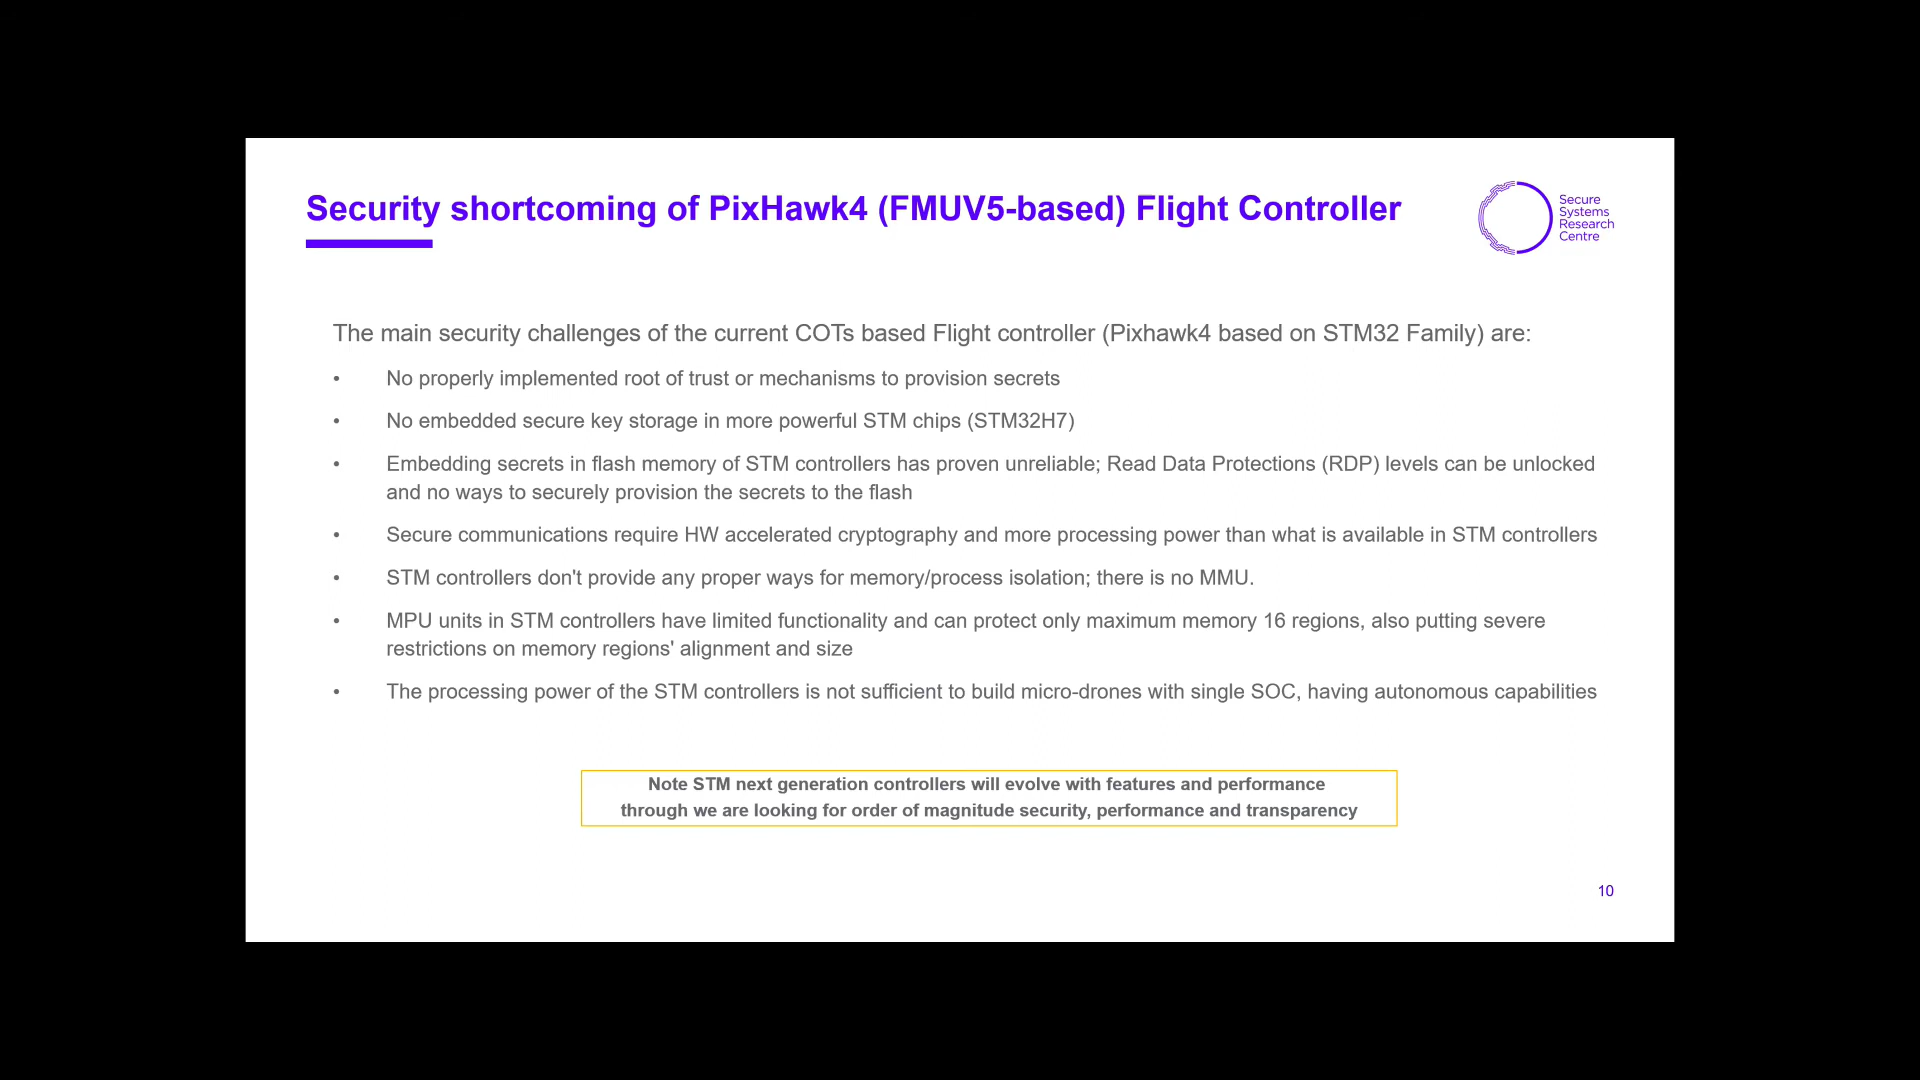 Security shortcoming of PixHawk4 (FMUV5-based) Flight Controller
Secure
Systems
Research
Centre
The main security challenges of the current COTs based Flight controller (Pixhawk4 based on STM32 Family) are:
• No properly implemented root of trust or mechanisms to provision secrets
• No embedded secure key storage in more powerful STM chips (STM32H7)
• Embedding secrets in flash memory of STM controllers has proven unreliable; Read Data Protections (RDP) levels can be unlocked
and no ways to securely provision the secrets to the flash
• Secure communications require HW accelerated cryptography and more processing power than what is available in STM controllers
• STM controllers don't provide any proper ways for memory/process isolation; there is no MMU.
• MPU units in STM controllers have limited functionality and can protect only maximum memory 16 regions, also putting severe
restrictions on memory regions' alignment and size
• The processing power of the STM controllers is not sufficient to build micro-drones with single SOC, having autonomous capabilities
Note STM next generation controllers will evolve with features and performance
through we are looking for order of magnitude security, performance and transparency
10